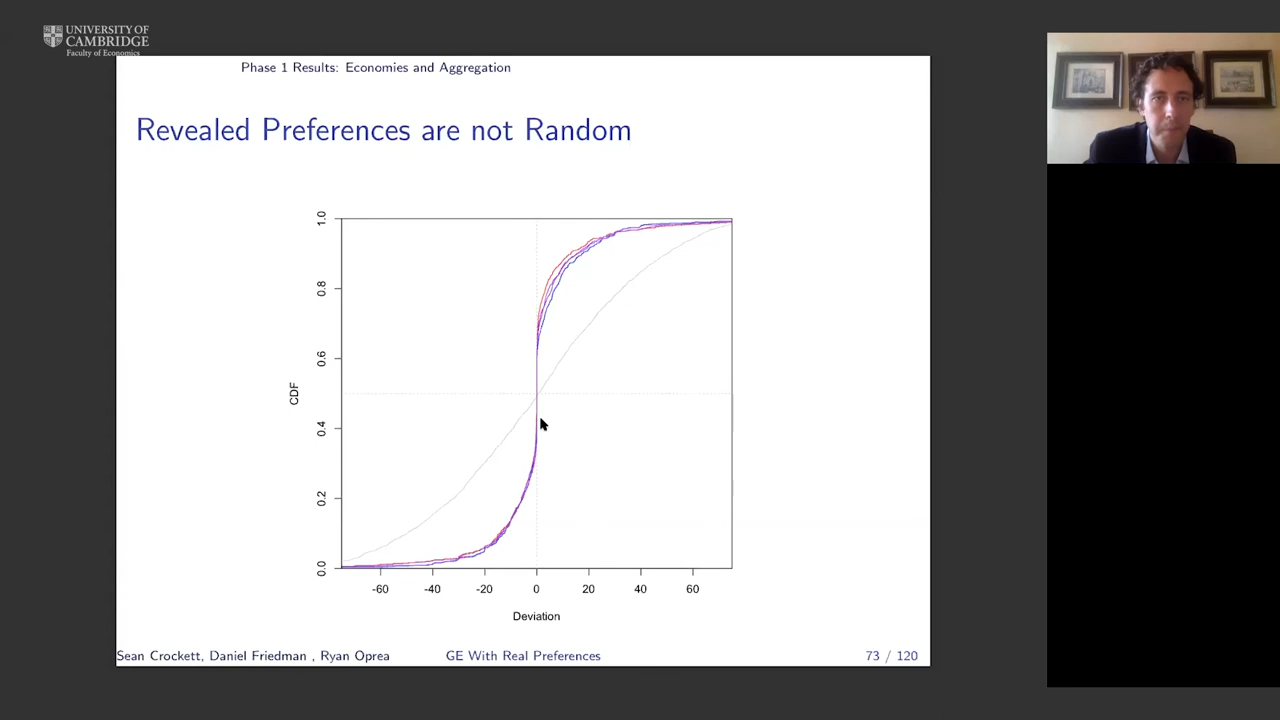 UNIVERSITY OF
CAMBRIDGE
Faculty of Economics
Phase 1 Results: Economies and Aggregation
Revealed Preferences are not Random
1.0
0.8
0.6
0.4
0.2
0.0
CDF
-60 -40 -20 0 20 40 60
Deviation
Sean Crockett, Daniel Friedman , Ryan Oprea GE With Real Preferences 73 / 120